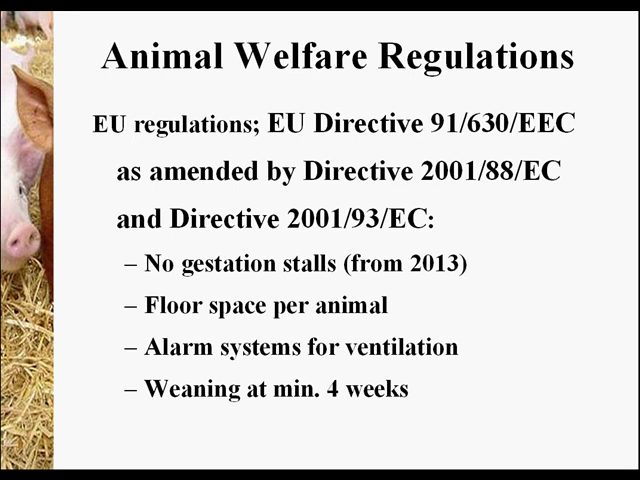 Animal Welfare Regulations
EU regulations; EU Directive 91/630/EEC
as amended by Directive 2001/88/EC
and Directive 2001/93/EC:
– No gestation stalls (from 2013)
– Floor space per animal
– Alarm systems for ventilation
– Weaning at min. 4 weeks